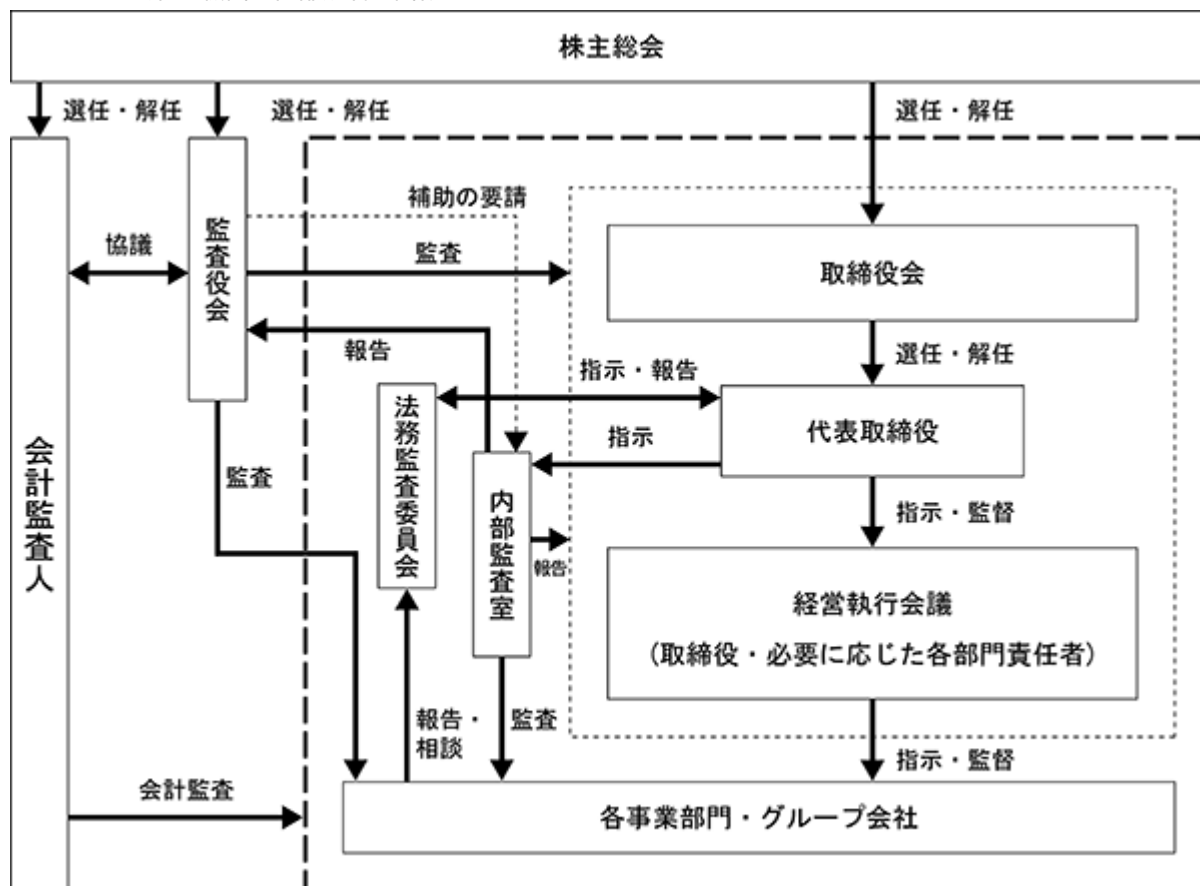 株主総会
選任・解任
選任・解任
選任・解任
補助の要請
監査役会
協議
監査
取締役会
報告
選任・解任
指示・報告
法務監査委員会
代表取締役
指示
会計監査人
監査
内部監査室
指示・監督
報告
経営執行会議
(取締役・必要に応じた各部門責任者)
報告・
相談
監査
指示・監督
会計監査
各事業部門・グループ会社